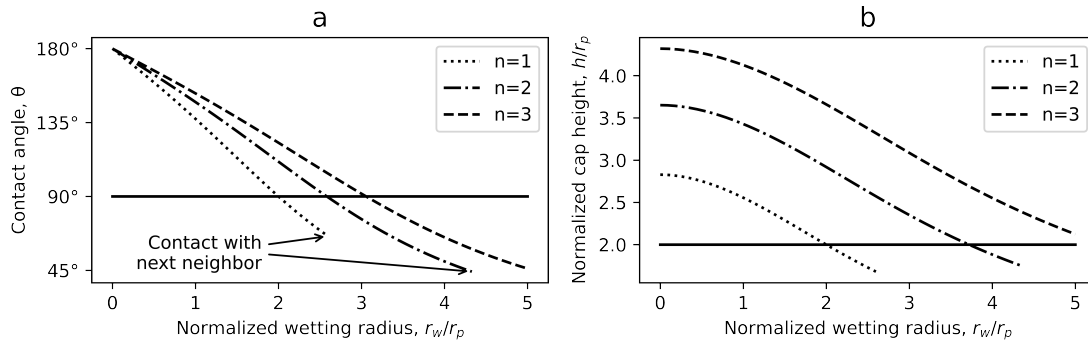 a
Contact angle, θ
180°
135°
90°
45°
n=1
n=2
n=3
Contact with
next neighbor
0 1 2 3 4 5
Normalized wetting radius, r_w/r_p
b
Normalized cap height, h/r_p
4.0
3.5
3.0
2.5
2.0
n=1
n=2
n=3
0 1 2 3 4 5
Normalized wetting radius, r_w/r_p